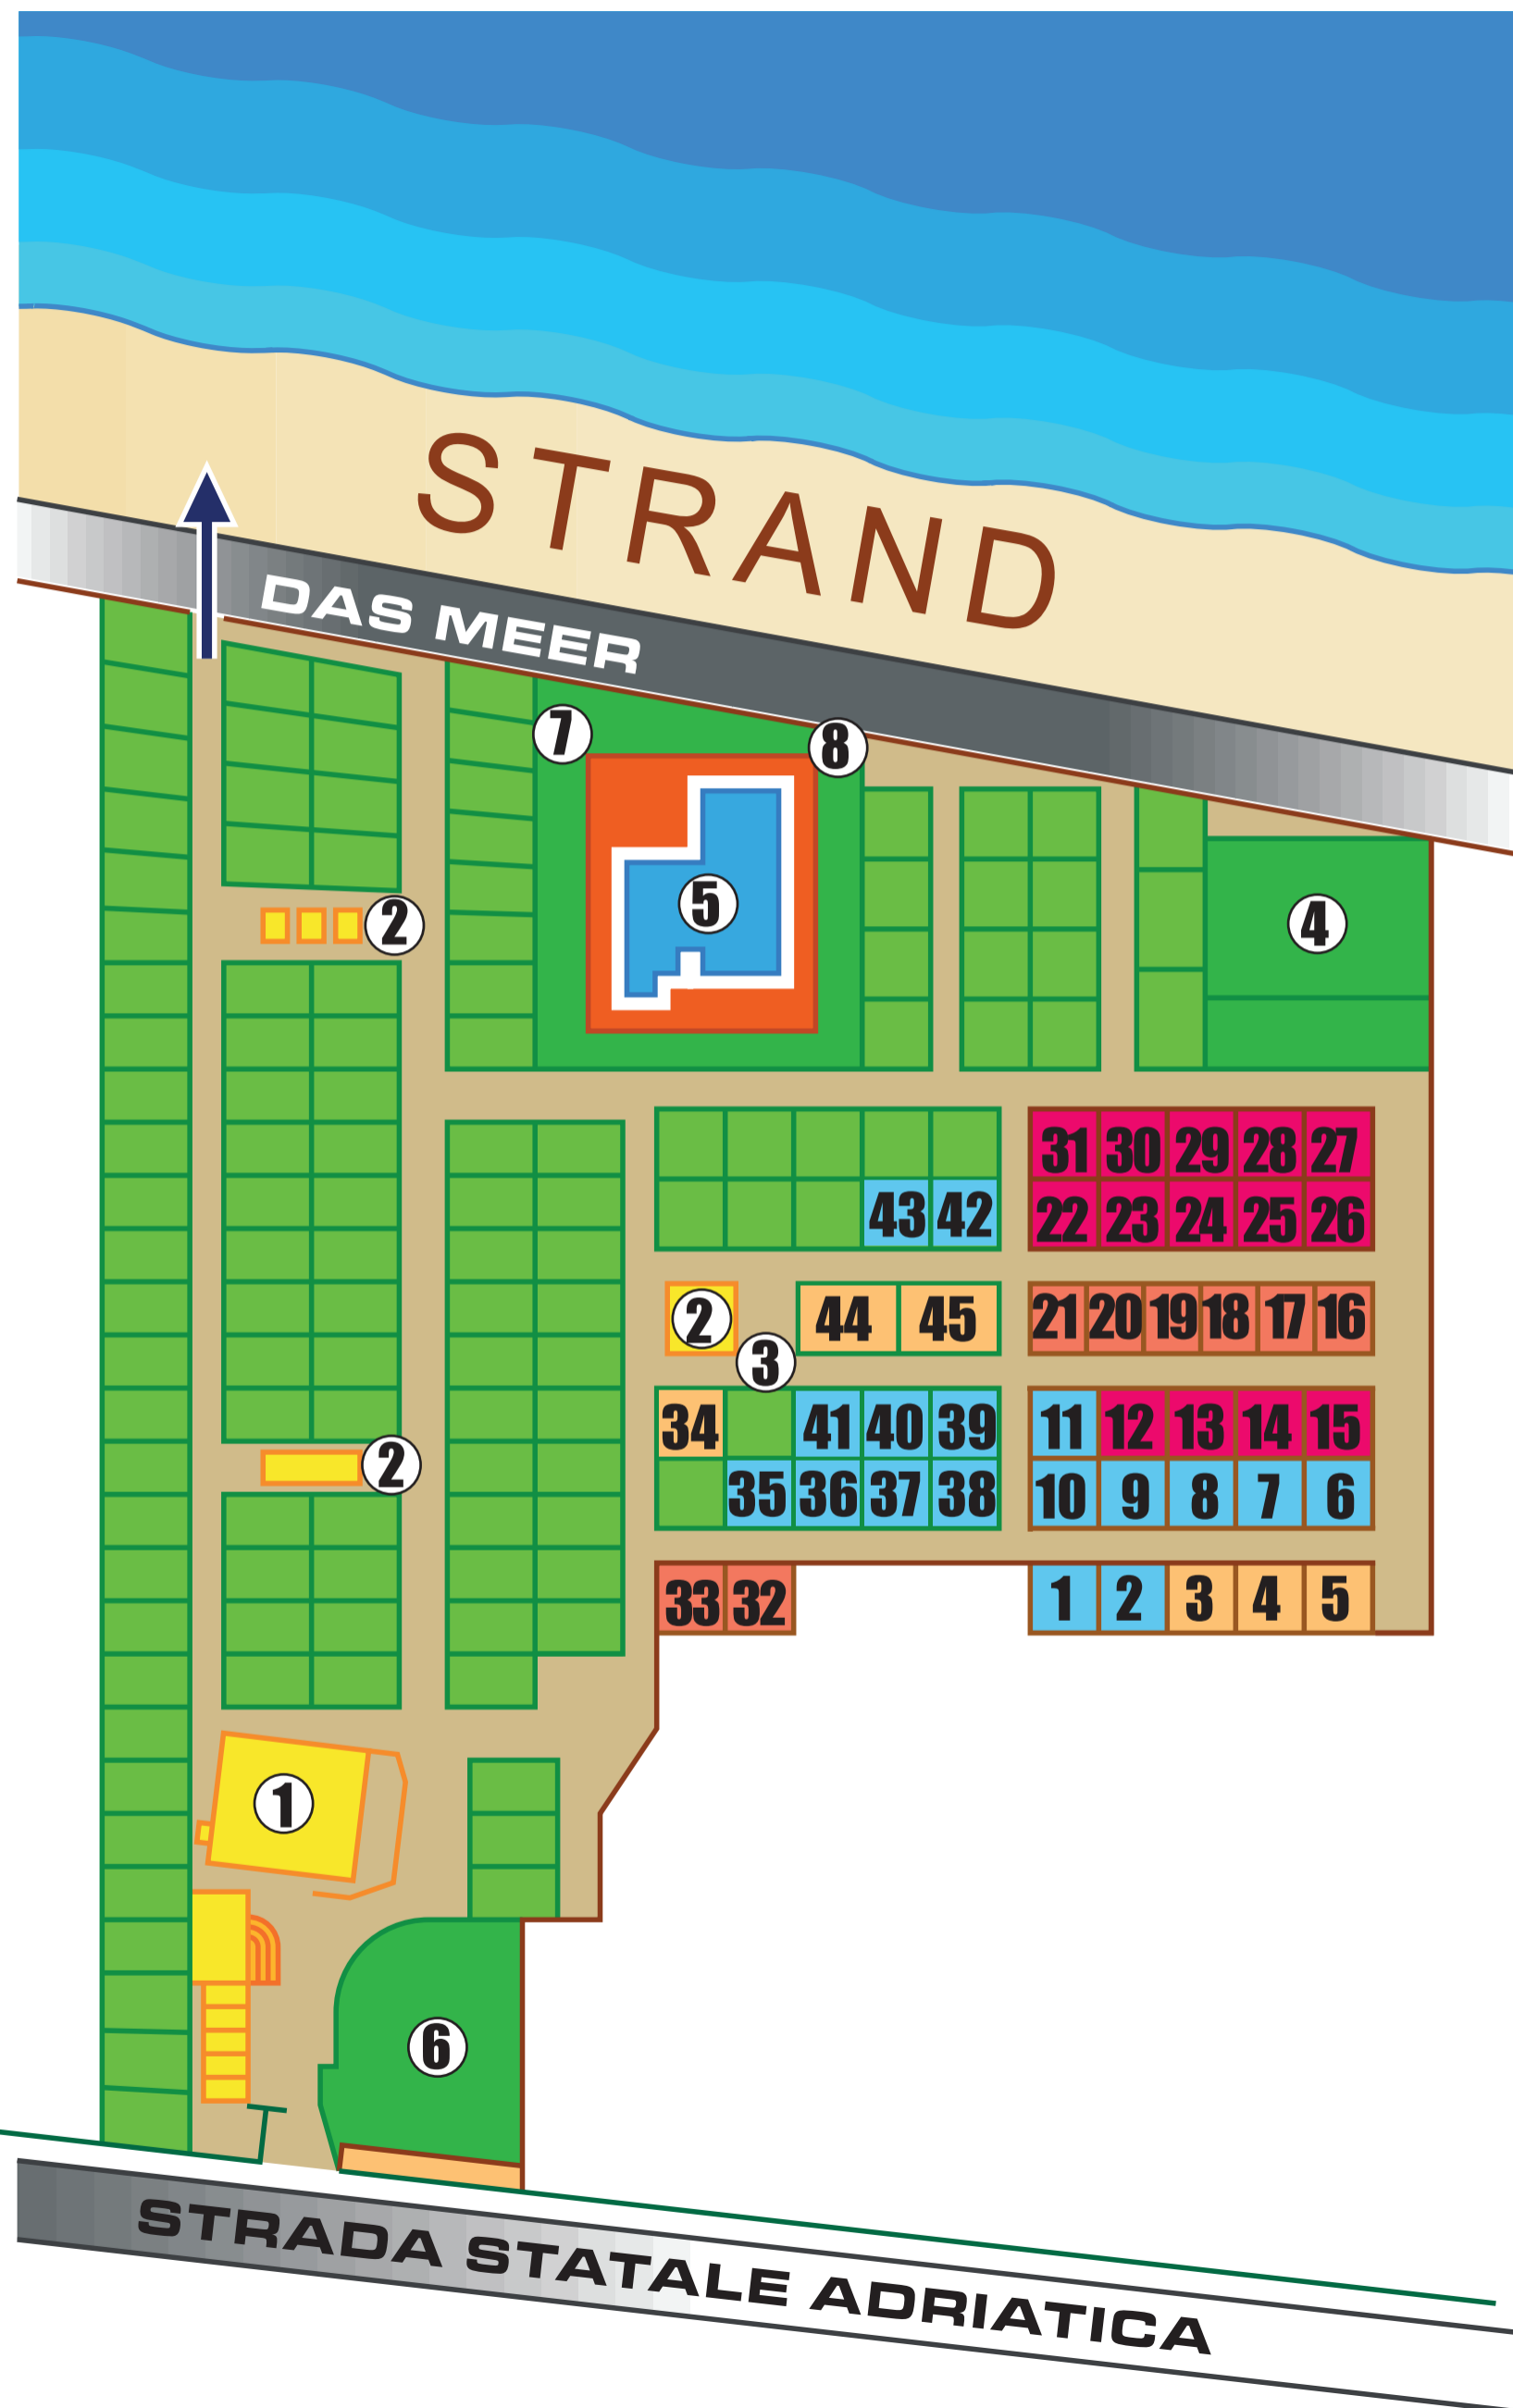 STRAND
DAS MEER
7
8
5
2
4
31 30 29 28 27
43 42 22 23 24 25 26
2 44 45 21 20 19 18 17 16
3
34 41 40 39 11 12 13 14 15
2 35 36 37 38 10 9 8 7 6
33 32 1 2 3 4 5
1
6
STRADA STATALE ADRIATICA